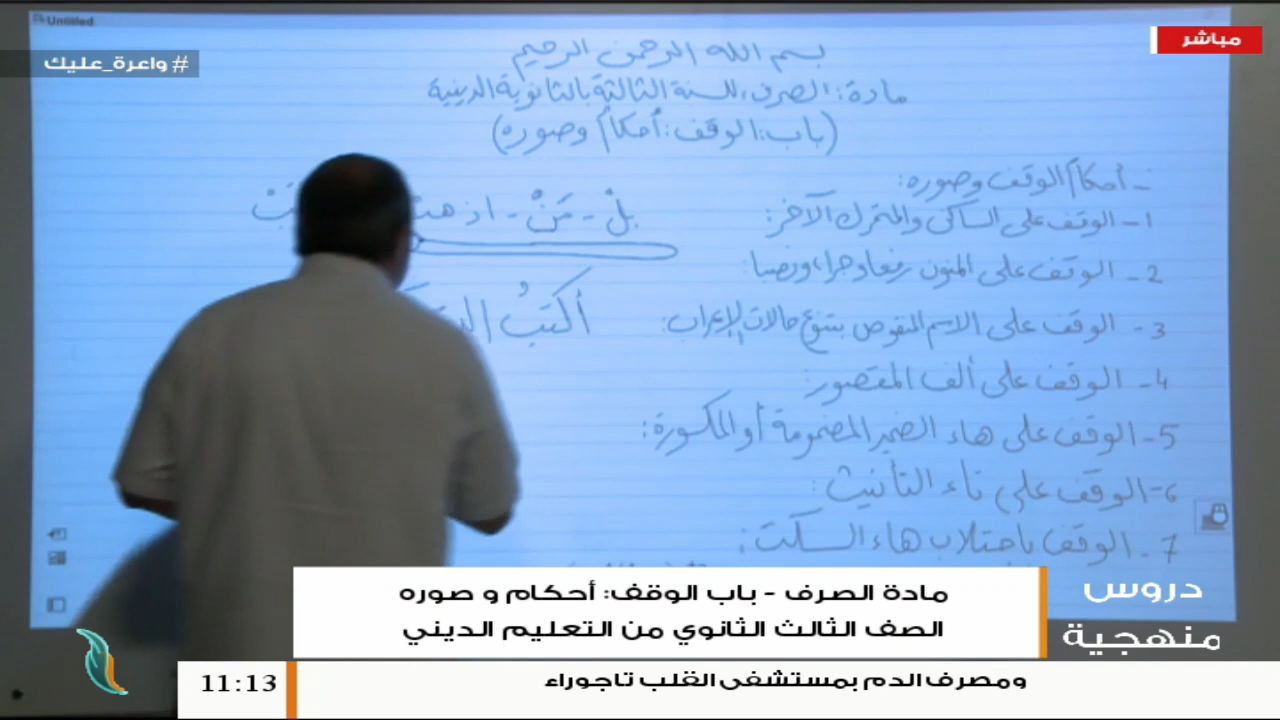 Untitled
مباشر
#واعرة_عليك
بسم الله الرحمن الرحيم
مادة: الصرف، للسنة الثالثة بالثانوية الدينية
(باب: الوقف: أحكام وصوره)
- أحكام الوقف وصوره:
1- الوقف على الساكن والمتحرك الآخر:
بلْ - مَنْ - اذهبْ
2- الوقف على المنون رفعا وجرا، ونصبا:
3- الوقف على الاسم المنقوص بتنوع حالات الإعراب:
أكتبُ
4- الوقف على ألف المقصور:
5- الوقف على هاء الضمير المضمومة أو المكسورة:
6- الوقف على تاء التأنيث:
7- الوقف باجتلاب هاء السكت:
مادة الصرف - باب الوقف: أحكام و صوره
الصف الثالث الثانوي من التعليم الديني
دروس
منهجية
ومصرف الدم بمستشفى القلب تاجوراء
11:13